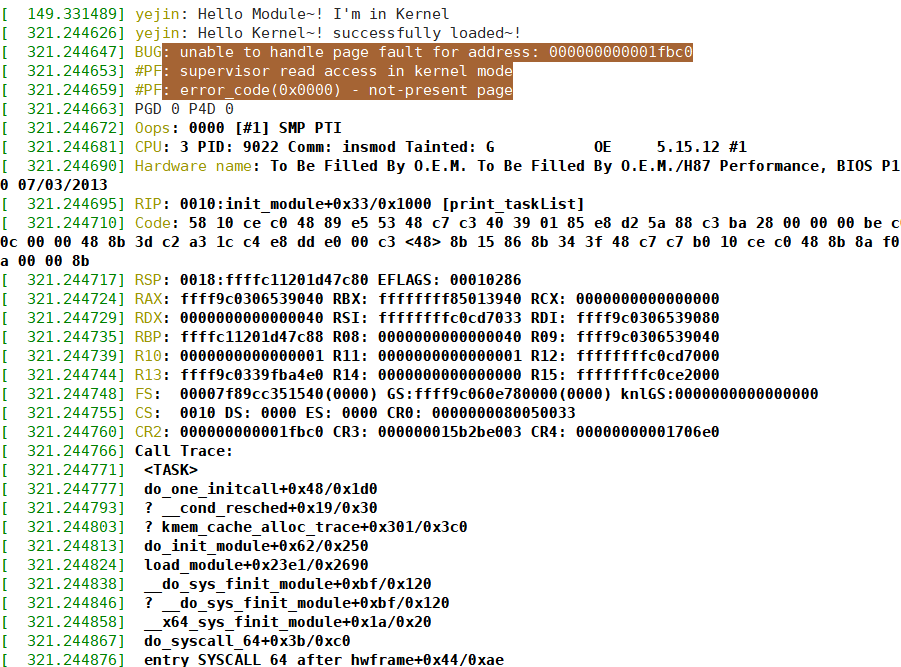 [  149.331489] yejin: Hello Module~! I'm in Kernel
[  321.244626] yejin: Hello Kernel~! successfully loaded~!
[  321.244647] BUG: unable to handle page fault for address: 000000000001fbc0
[  321.244653] #PF: supervisor read access in kernel mode
[  321.244659] #PF: error_code(0x0000) - not-present page
[  321.244663] PGD 0 P4D 0
[  321.244672] Oops: 0000 [#1] SMP PTI
[  321.244681] CPU: 3 PID: 9022 Comm: insmod Tainted: G           OE     5.15.12 #1
[  321.244690] Hardware name: To Be Filled By O.E.M. To Be Filled By O.E.M./H87 Performance, BIOS P1
0 07/03/2013
[  321.244695] RIP: 0010:init_module+0x33/0x1000 [print_taskList]
[  321.244710] Code: 58 10 ce c0 48 89 e5 53 48 c7 c3 40 39 01 85 e8 d2 5a 88 c3 ba 28 00 00 00 be c0
0c 00 00 48 8b 3d c2 a3 1c c4 e8 dd e0 00 c3 <48> 8b 15 86 8b 34 3f 48 c7 c7 b0 10 ce c0 48 8b 8a f0
a 00 00 8b
[  321.244717] RSP: 0018:ffffc11201d47c80 EFLAGS: 00010286
[  321.244724] RAX: ffff9c0306539040 RBX: ffffffff85013940 RCX: 0000000000000000
[  321.244729] RDX: 0000000000000040 RSI: ffffffffc0cd7033 RDI: ffff9c0306539080
[  321.244735] RBP: ffffc11201d47c88 R08: 0000000000000040 R09: ffff9c0306539040
[  321.244739] R10: 0000000000000001 R11: 0000000000000001 R12: ffffffffc0cd7000
[  321.244744] R13: ffff9c0339fba4e0 R14: 0000000000000000 R15: ffffffffc0ce2000
[  321.244748] FS:  00007f89cc351540(0000) GS:ffff9c060e780000(0000) knlGS:0000000000000000
[  321.244755] CS:  0010 DS: 0000 ES: 0000 CR0: 0000000080050033
[  321.244760] CR2: 000000000001fbc0 CR3: 000000015b2be003 CR4: 00000000001706e0
[  321.244766] Call Trace:
[  321.244771]  <TASK>
[  321.244777]  do_one_initcall+0x48/0x1d0
[  321.244793]  ? __cond_resched+0x19/0x30
[  321.244803]  ? kmem_cache_alloc_trace+0x301/0x3c0
[  321.244813]  do_init_module+0x62/0x250
[  321.244824]  load_module+0x23e1/0x2690
[  321.244838]  __do_sys_finit_module+0xbf/0x120
[  321.244846]  ? __do_sys_finit_module+0xbf/0x120
[  321.244858]  __x64_sys_finit_module+0x1a/0x20
[  321.244867]  do_syscall_64+0x3b/0xc0
[  321.244876]  entry_SYSCALL_64_after_hwframe+0x44/0xae